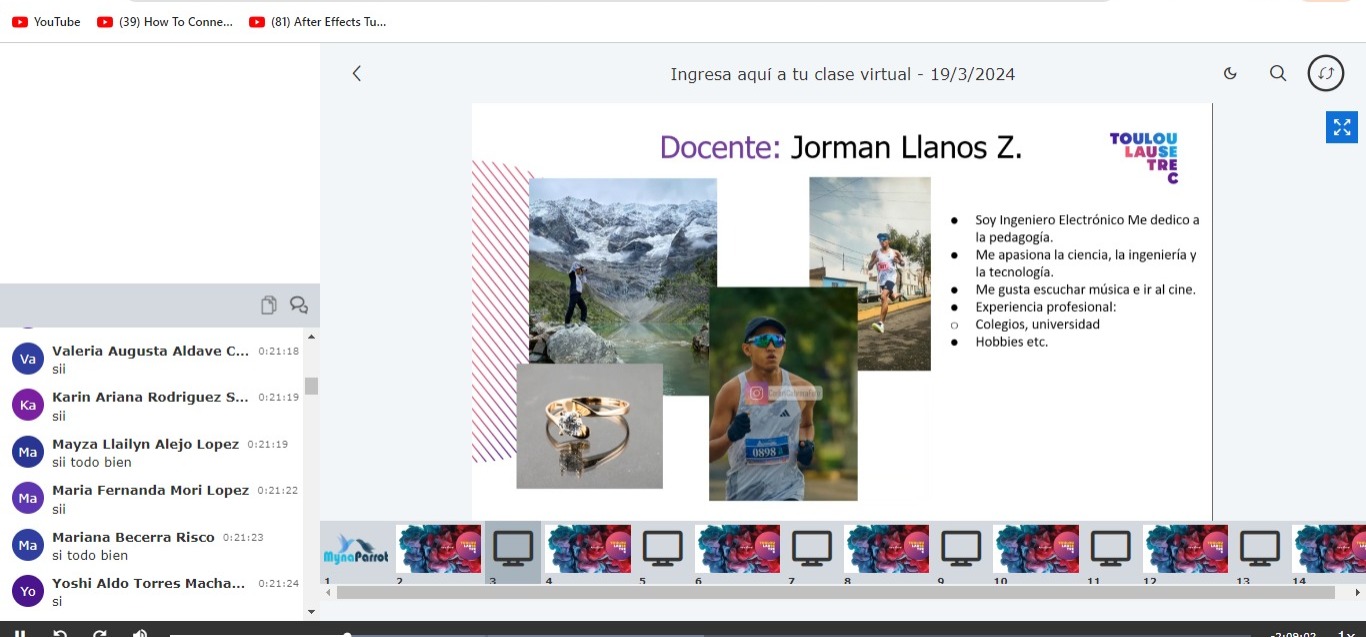 YouTube
(39) How To Conne...
(81) After Effects Tu...
Ingresa aquí a tu clase virtual - 19/3/2024
Docente: Jorman Llanos Z.
TOULOU
LAUSE
TRE
C
Soy Ingeniero Electrónico Me dedico a
la pedagogía.
Me apasiona la ciencia, la ingeniería y
la tecnología.
Me gusta escuchar música e ir al cine.
Experiencia profesional:
Colegios, universidad
Hobbies etc.
0898
Va
Valeria Augusta Aldave C... 0:21:18
sii
Ka
Karin Ariana Rodriguez S... 0:21:19
sii
Ma
Mayza Llailyn Alejo Lopez 0:21:19
sii todo bien
Ma
Maria Fernanda Mori Lopez 0:21:22
sii
Ma
Mariana Becerra Risco 0:21:23
si todo bien
Yo
Yoshi Aldo Torres Macha... 0:21:24
si
MynaParrot
1 2 3 4 5 6 7 8 9 10 11 12 13 14
-2:09:02 1x